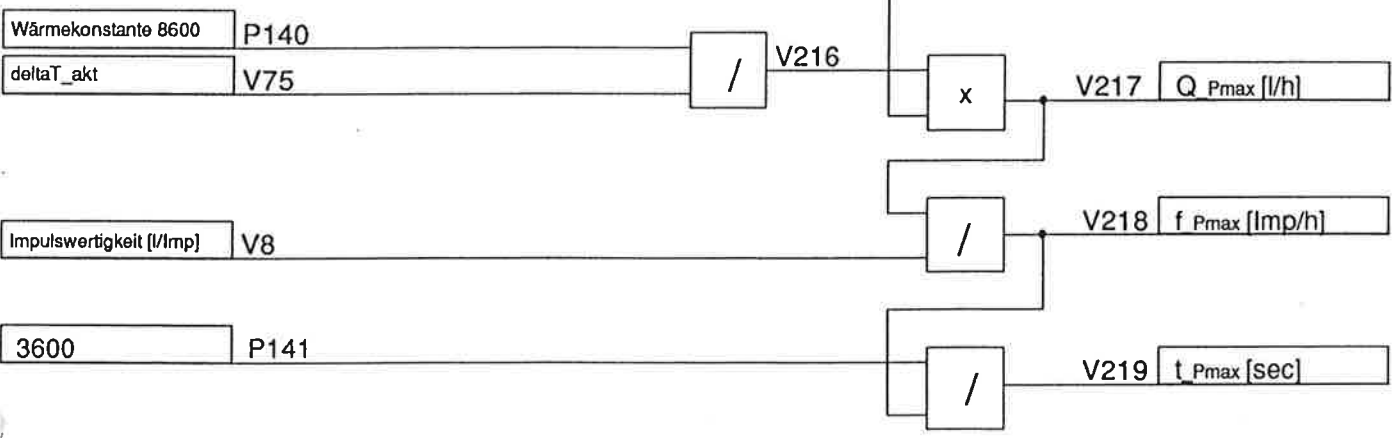 Wärmekonstante 8600 P140
deltaT_akt V75
/ V216
x V217 Q_Pmax [l/h]
Impulswertigkeit [l/Imp] V8
/ V218 f_Pmax [Imp/h]
3600 P141
/ V219 t_Pmax [sec]